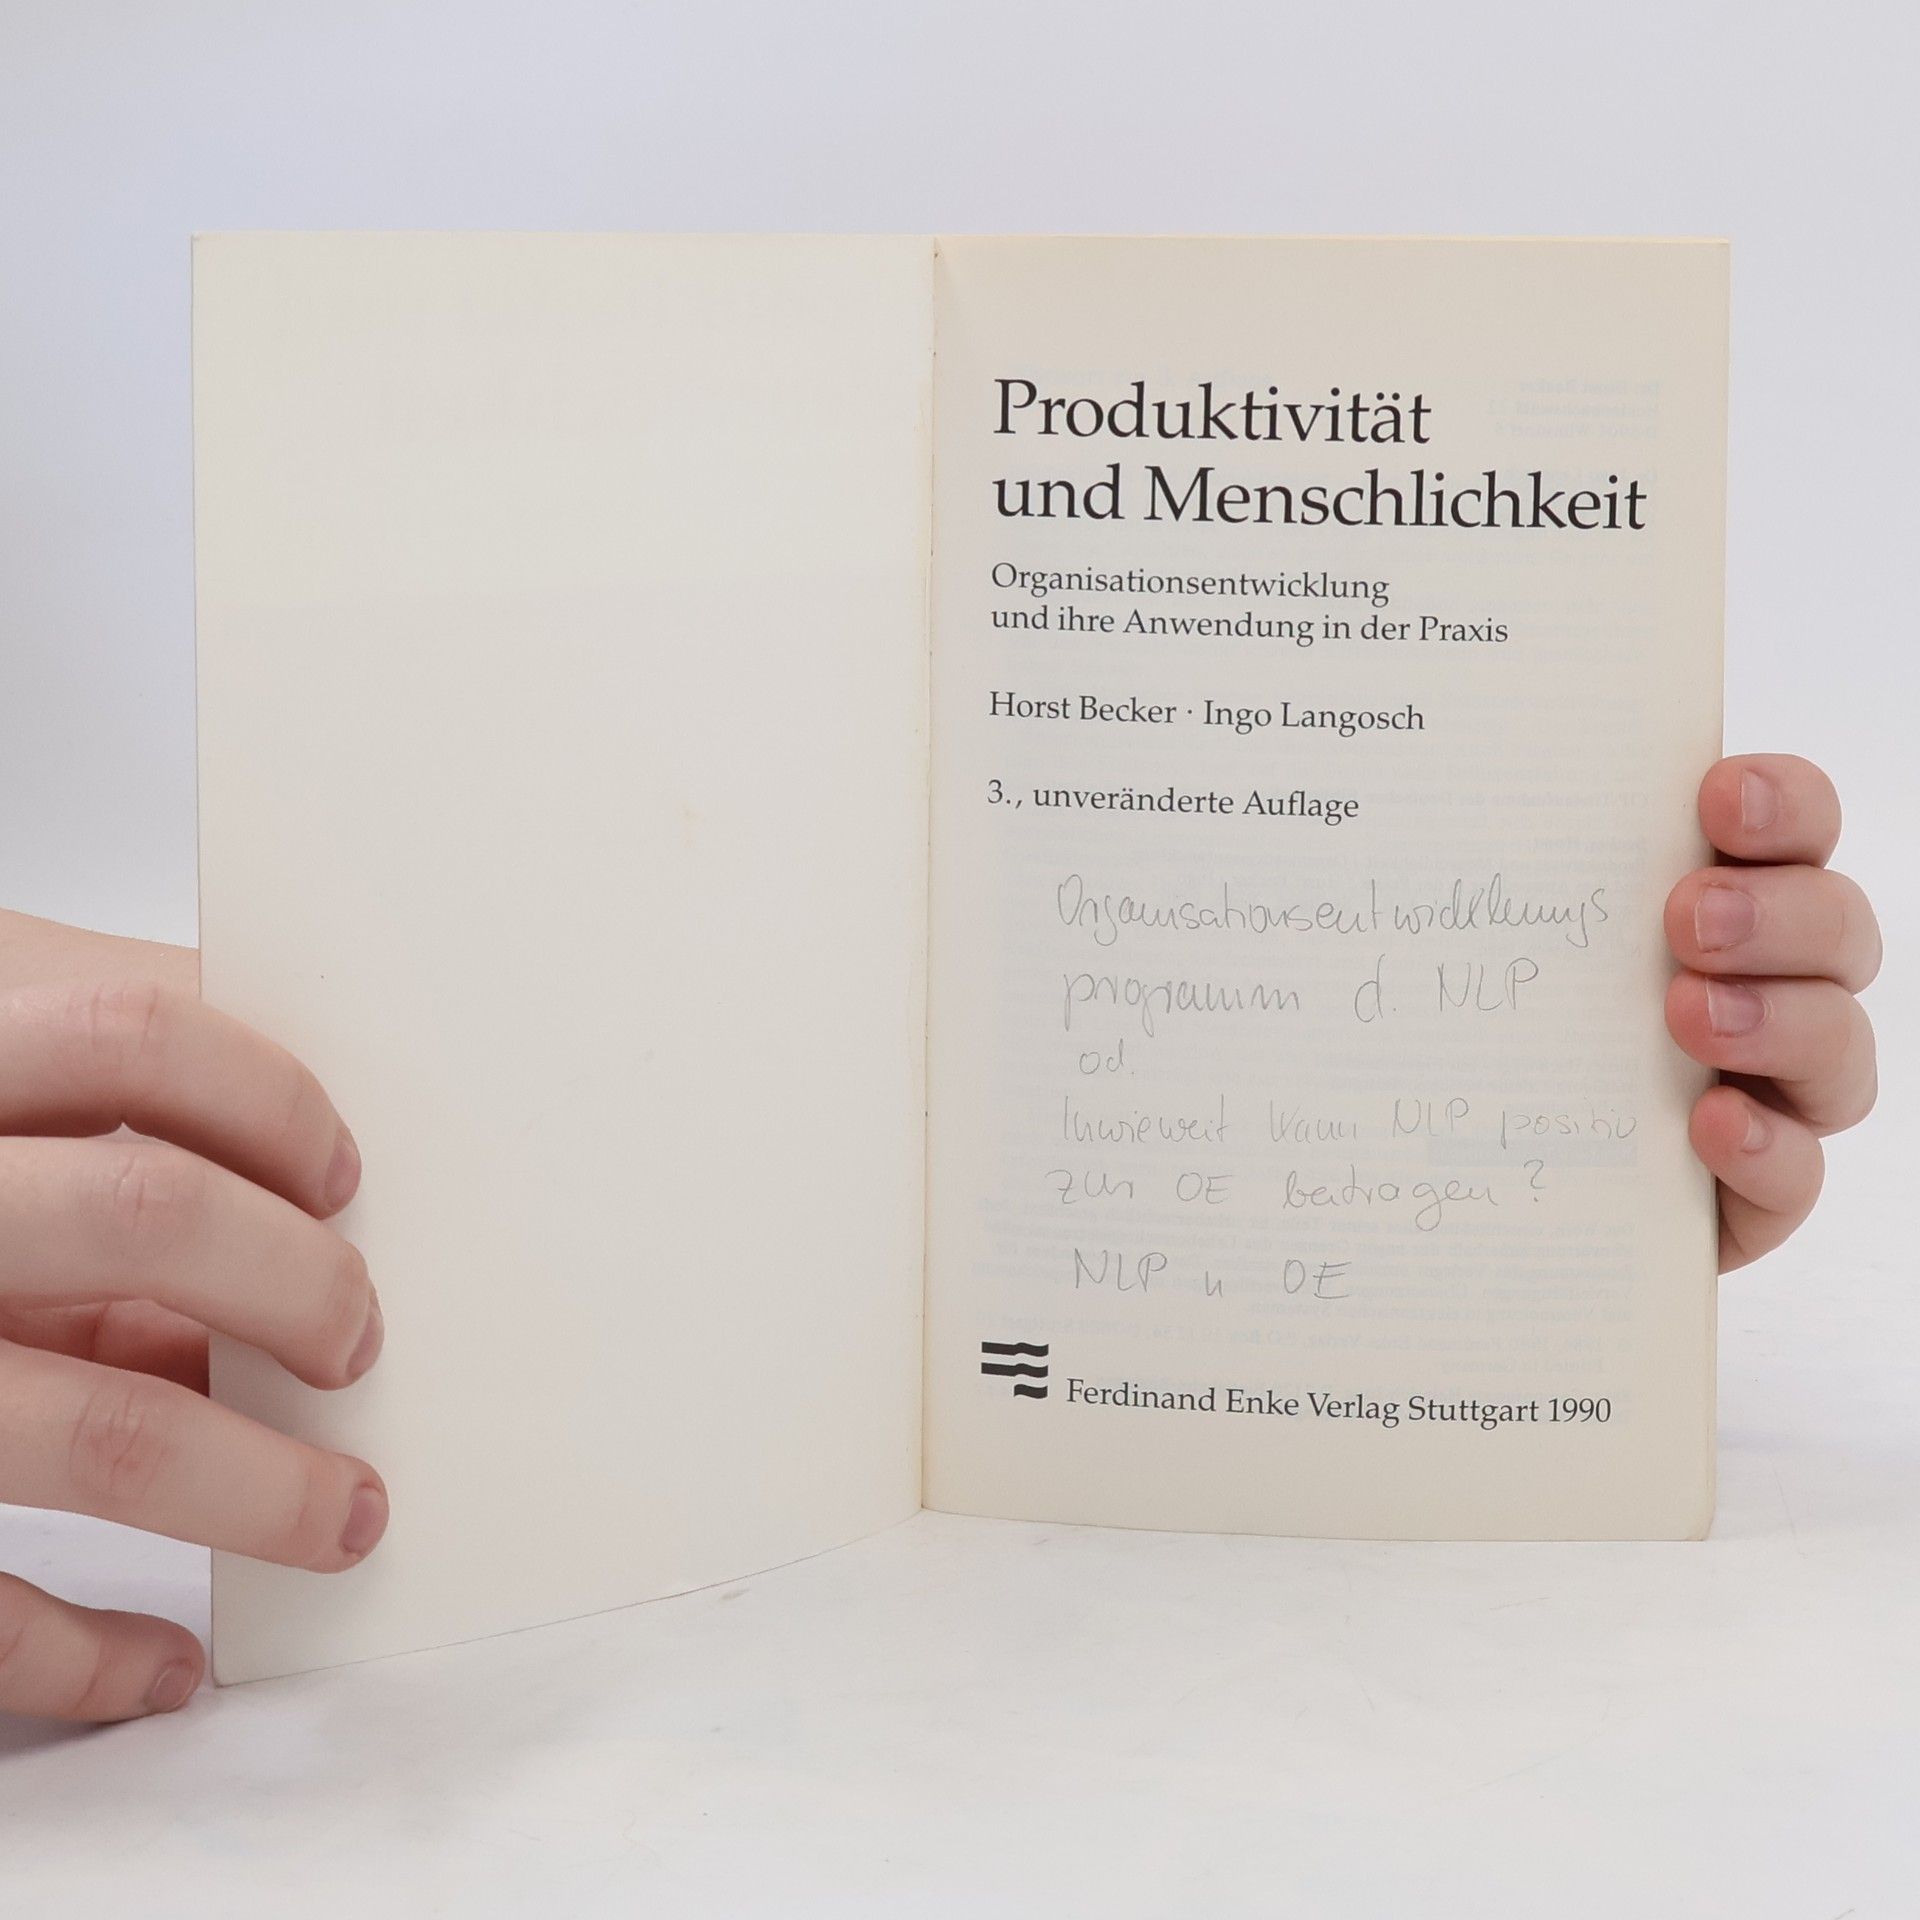 Produktivität
und Menschlichkeit
Organisationsentwicklung
und ihre Anwendung in der Praxis
Horst Becker · Ingo Langosch
3., unveränderte Auflage
Organisationsentwicklungs
programm d. NLP
od.
Inwieweit kann NLP positiv
zur OE beitragen?
NLP u OE
Ferdinand Enke Verlag Stuttgart 1990